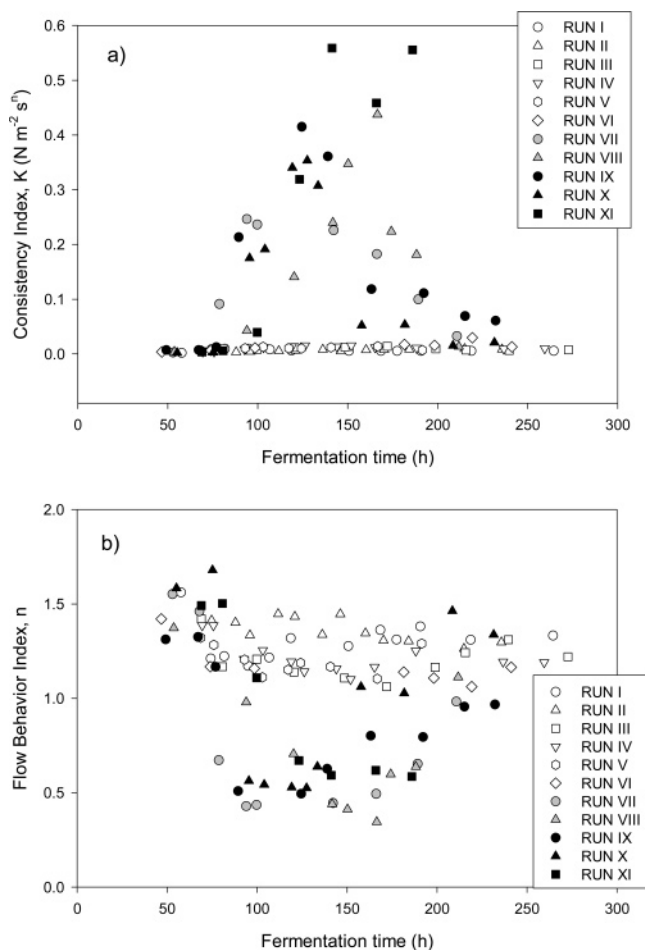 a)
0.6
0.5
0.4
0.3
0.2
0.1
0.0
Consistency Index, K (N m⁻² sⁿ)
RUN I
RUN II
RUN III
RUN IV
RUN V
RUN VI
RUN VII
RUN VIII
RUN IX
RUN X
RUN XI
0 50 100 150 200 250 300
Fermentation time (h)
b)
2.0
1.5
1.0
0.5
0.0
Flow Behavior Index, n
RUN I
RUN II
RUN III
RUN IV
RUN V
RUN VI
RUN VII
RUN VIII
RUN IX
RUN X
RUN XI
0 50 100 150 200 250 300
Fermentation time (h)